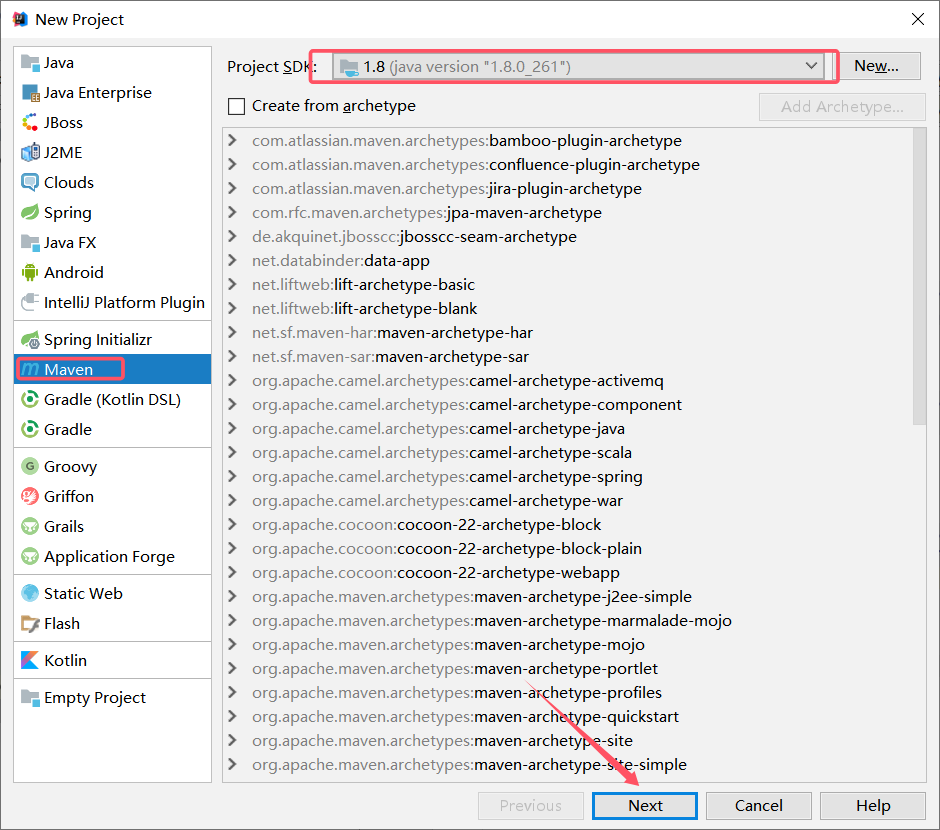 New Project
Java
Java Enterprise
JBoss
J2ME
Clouds
Spring
Java FX
Android
IntelliJ Platform Plugin
Spring Initializr
Maven
Gradle (Kotlin DSL)
Gradle
Groovy
Griffon
Grails
Application Forge
Static Web
Flash
Kotlin
Empty Project
Project SDK: 1.8 (java version "1.8.0_261") New...
Create from archetype Add Archetype...
com.atlassian.maven.archetypes:bamboo-plugin-archetype
com.atlassian.maven.archetypes:confluence-plugin-archetype
com.atlassian.maven.archetypes:jira-plugin-archetype
com.rfc.maven.archetypes:jpa-maven-archetype
de.akquinet.jbosscc:jbosscc-seam-archetype
net.databinder:data-app
net.liftweb:lift-archetype-basic
net.liftweb:lift-archetype-blank
net.sf.maven-har:maven-archetype-har
net.sf.maven-sar:maven-archetype-sar
org.apache.camel.archetypes:camel-archetype-activemq
org.apache.camel.archetypes:camel-archetype-component
org.apache.camel.archetypes:camel-archetype-java
org.apache.camel.archetypes:camel-archetype-scala
org.apache.camel.archetypes:camel-archetype-spring
org.apache.camel.archetypes:camel-archetype-war
org.apache.cocoon:cocoon-22-archetype-block
org.apache.cocoon:cocoon-22-archetype-block-plain
org.apache.cocoon:cocoon-22-archetype-webapp
org.apache.maven.archetypes:maven-archetype-j2ee-simple
org.apache.maven.archetypes:maven-archetype-marmalade-mojo
org.apache.maven.archetypes:maven-archetype-mojo
org.apache.maven.archetypes:maven-archetype-portlet
org.apache.maven.archetypes:maven-archetype-profiles
org.apache.maven.archetypes:maven-archetype-quickstart
org.apache.maven.archetypes:maven-archetype-site
org.apache.maven.archetypes:maven-archetype-site-simple
Previous Next Cancel Help